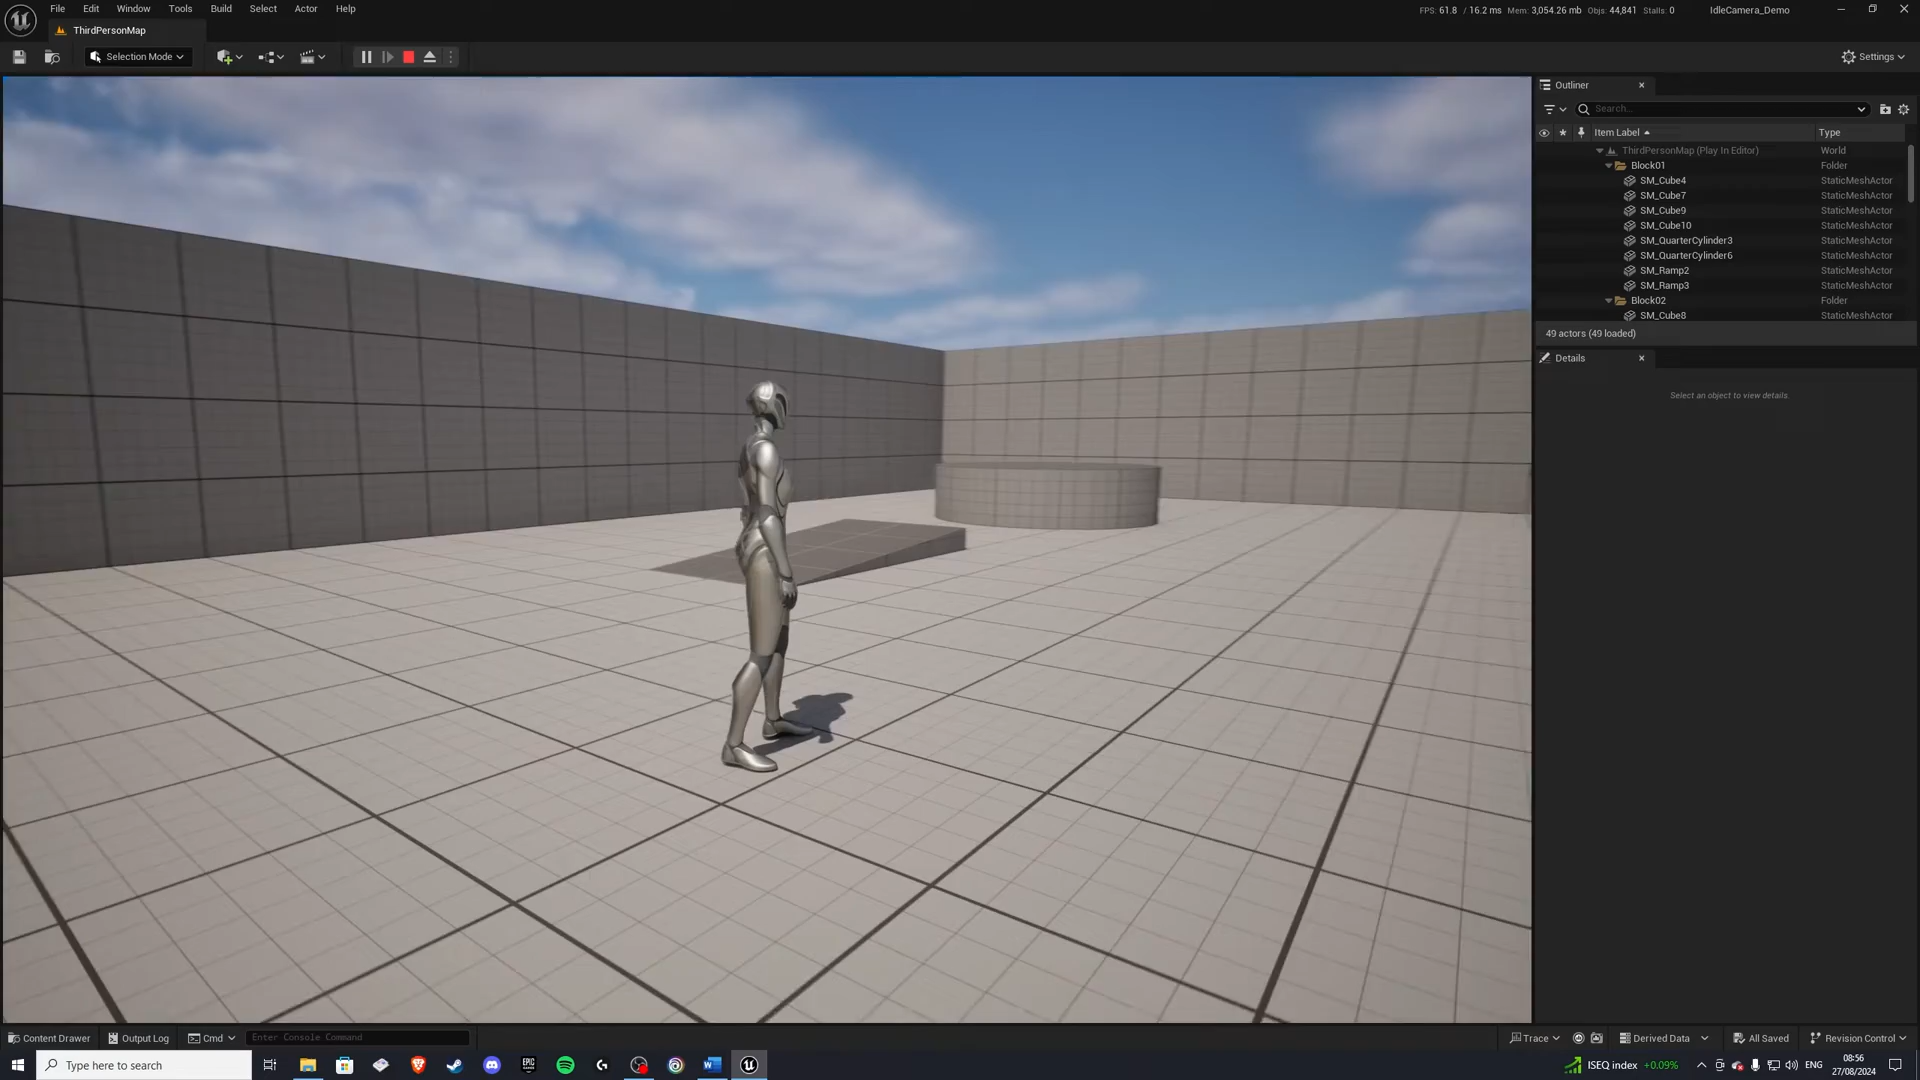 File Edit Window Tools Build Select Actor Help
FPS: 61.8 / 16.2 ms Mem: 3,054.26 mb Objs: 44,841 Stalls: 0 IdleCamera_Demo
ThirdPersonMap
Selection Mode
Settings
Outliner
Search...
Item Label Type
ThirdPersonMap (Play In Editor) World
Block01 Folder
SM_Cube4 StaticMeshActor
SM_Cube7 StaticMeshActor
SM_Cube9 StaticMeshActor
SM_Cube10 StaticMeshActor
SM_QuarterCylinder3 StaticMeshActor
SM_QuarterCylinder6 StaticMeshActor
SM_Ramp2 StaticMeshActor
SM_Ramp3 StaticMeshActor
Block02 Folder
SM_Cube8 StaticMeshActor
49 actors (49 loaded)
Details
Select an object to view details.
Content Drawer Output Log Cmd Enter Console Command
Trace Derived Data All Saved Revision Control
Type here to search
EPIC GAMES
W
ISEQ index +0.09% ENG
08:56
27/08/2024